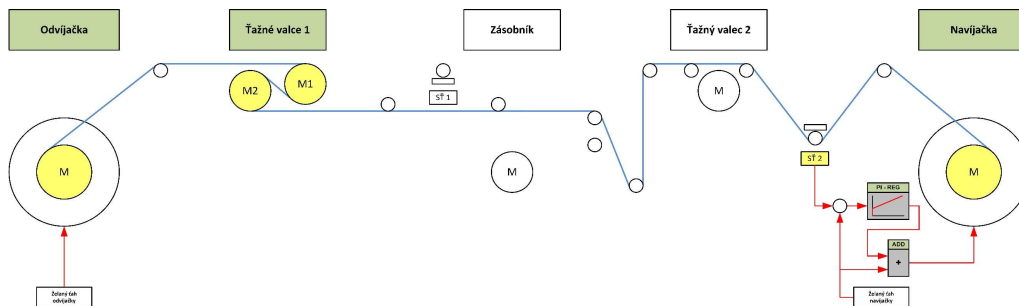 Odvíjačka
Ťažné valce 1
Zásobník
Ťažný valec 2
Navíjačka
M2
M1
SŤ 1
M
M
M
SŤ 2
M
PI - REG
ADD
+
Želaný ťah
odvíjačky
Želaný ťah
navíjačky